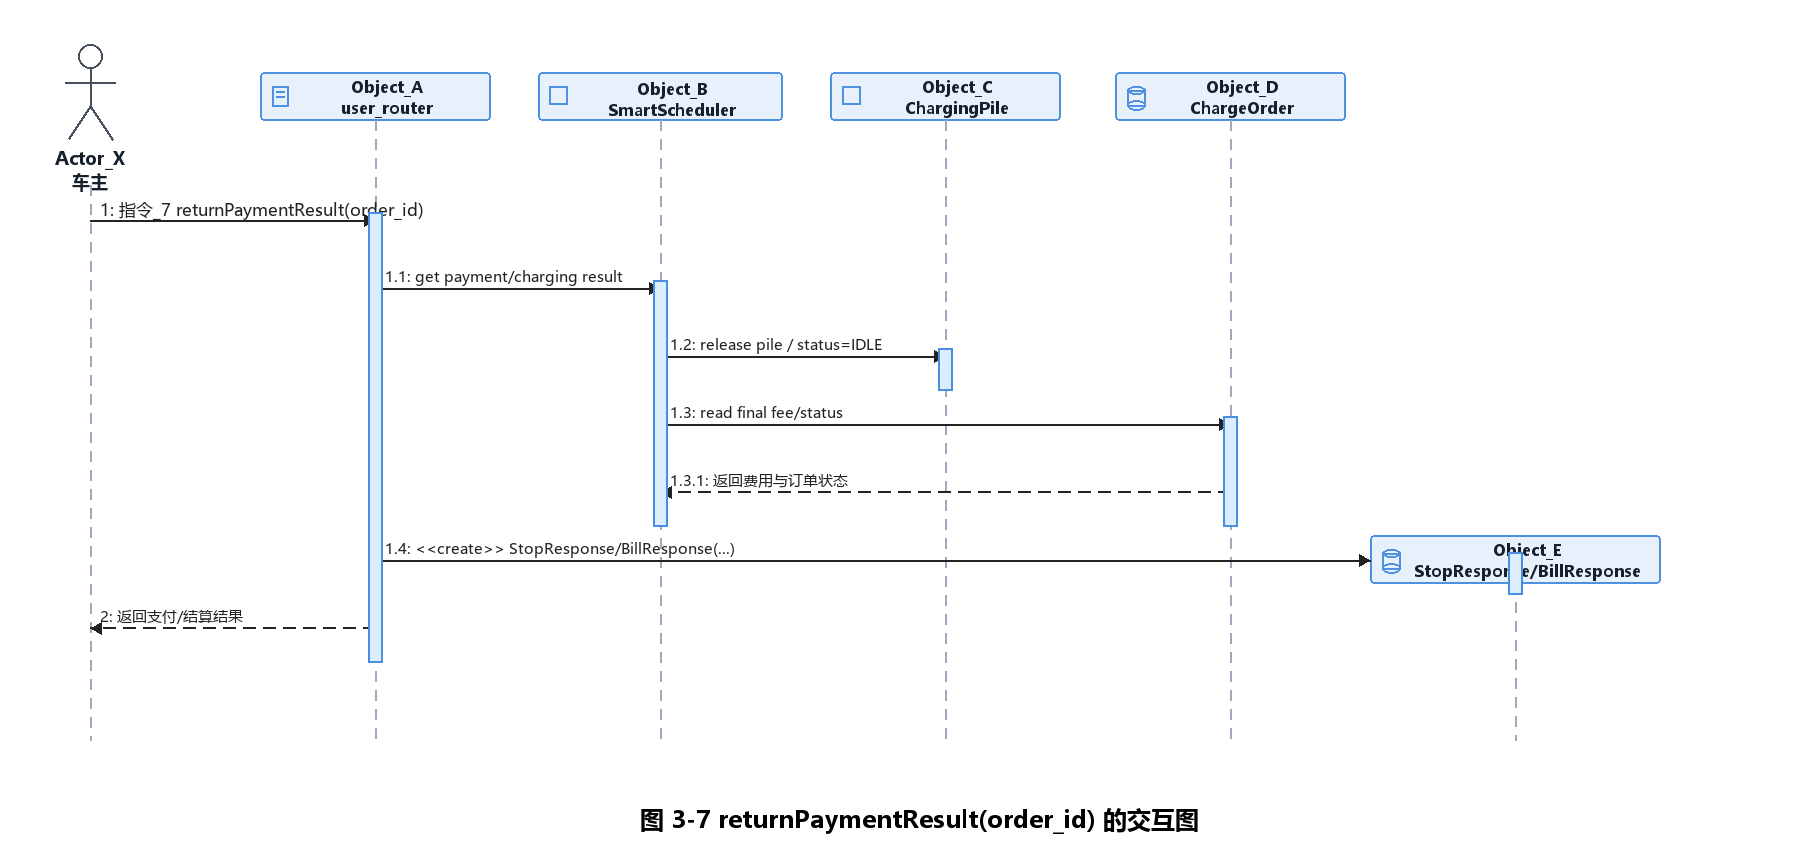 Actor_X
车主
Object_A
user_router
Object_B
SmartScheduler
Object_C
ChargingPile
Object_D
ChargeOrder
1: 指令_7 returnPaymentResult(order_id)
1.1: get payment/charging result
1.2: release pile / status=IDLE
1.3: read final fee/status
1.3.1: 返回费用与订单状态
1.4: <<create>> StopResponse/BillResponse(...)
Object_E
StopResponse/BillResponse
2: 返回支付/结算结果
图 3-7 returnPaymentResult(order_id) 的交互图